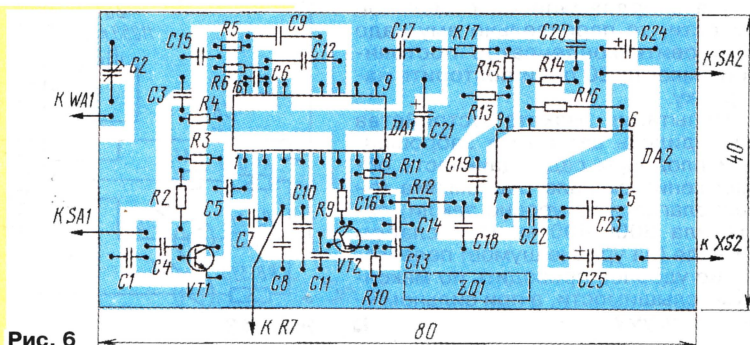 R5 C9 C17 R17 C20 C24
C15 C12 К SA2
C2 R6 C6 R15 R14
C3 16 9 R13 R16
R4 DA1 C21 9 6
К WA1
R3 1 8 R11 C19 DA2 40
R2 C5 C10 R9 C16 R12 1 5
К SA1 C7 C14 C18 C22 C23
C1 C4 VT1 C8 C11 VT2 C13 C25 К XS2
R10 ZQ1
К R7
Рис. 6 80